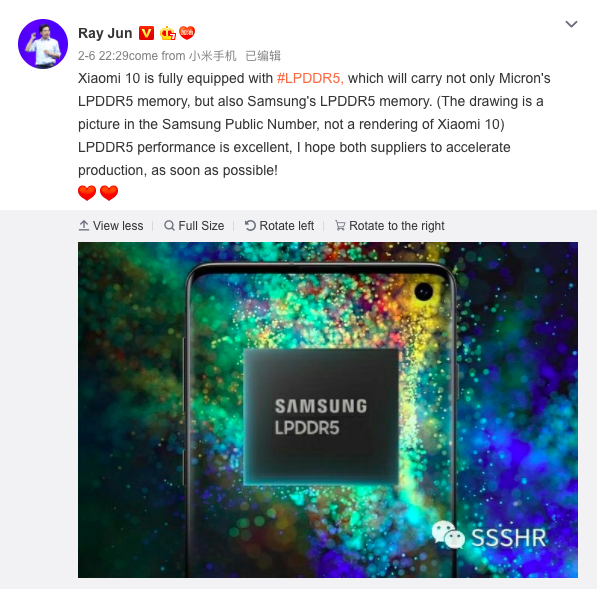 Ray Jun
2-6 22:29come from 小米手机 已编辑
Xiaomi 10 is fully equipped with #LPDDR5, which will carry not only Micron's
LPDDR5 memory, but also Samsung's LPDDR5 memory. (The drawing is a
picture in the Samsung Public Number, not a rendering of Xiaomi 10)
LPDDR5 performance is excellent, I hope both suppliers to accelerate
production, as soon as possible!
View less Full Size Rotate left Rotate to the right
SAMSUNG
LPDDR5
SSSHR